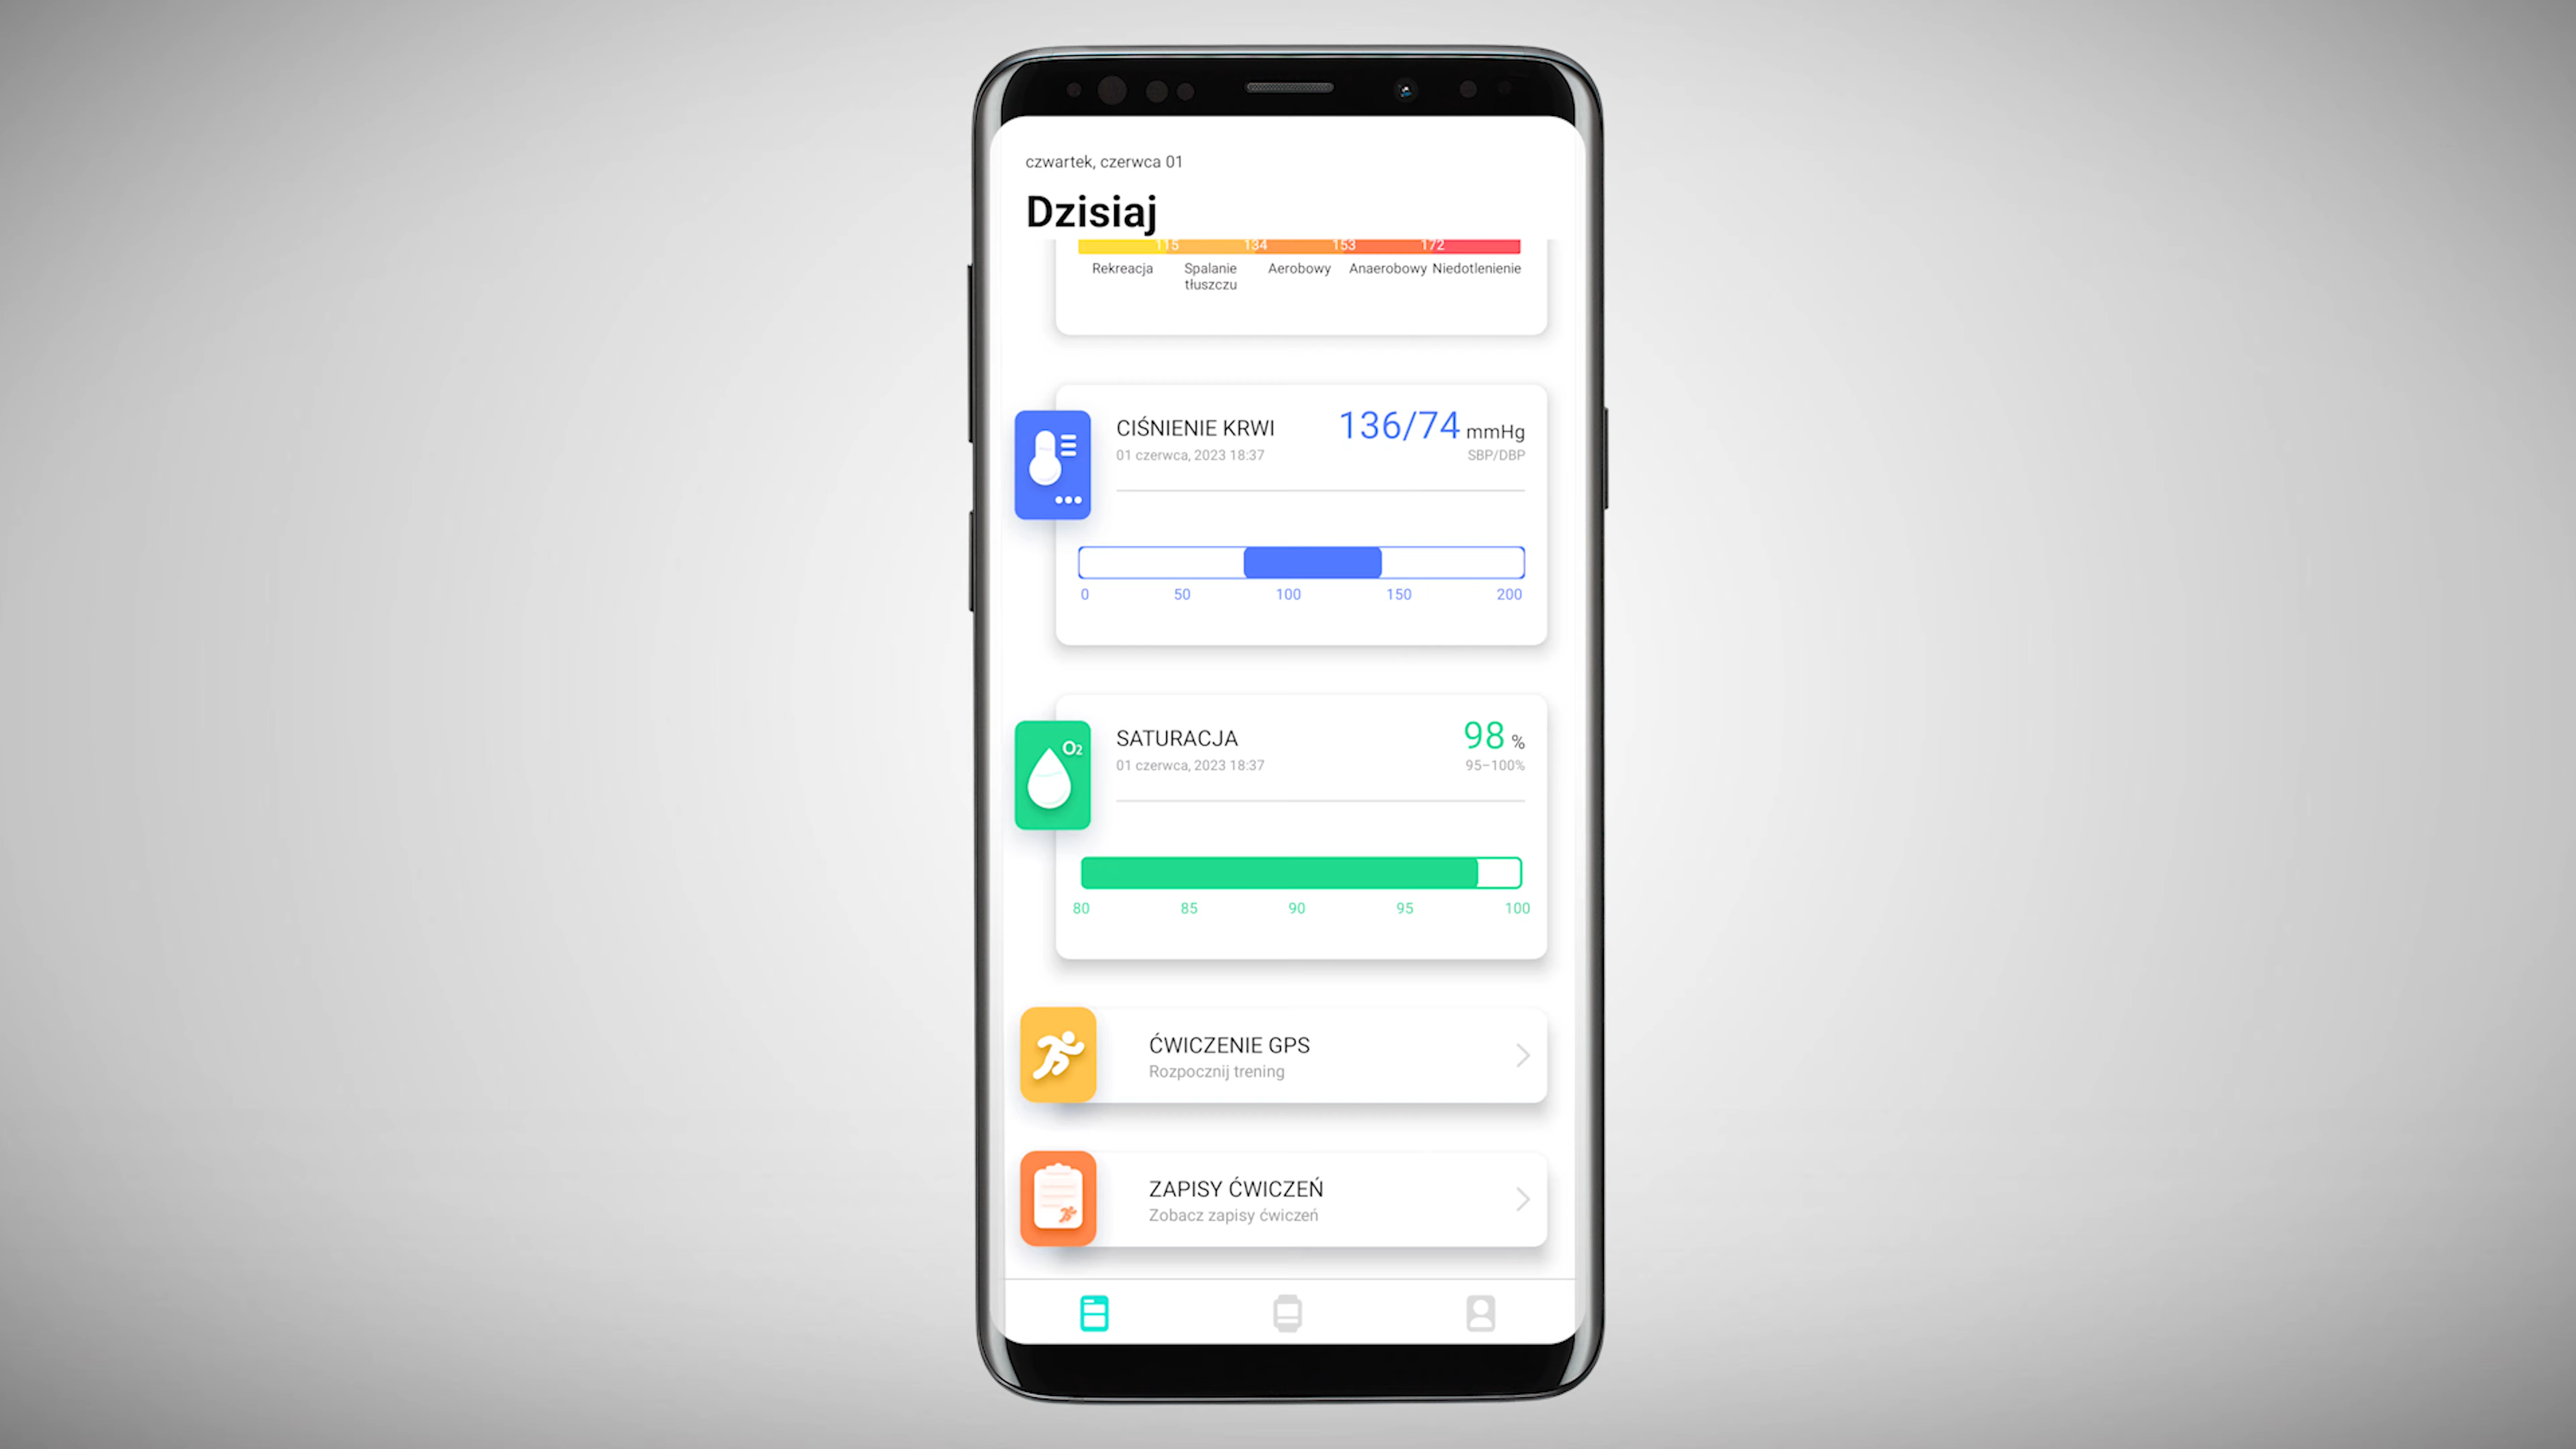 czwartek, czerwca 01
Dzisiaj
115 134 153 172
Rekreacja Spalanie tłuszczu Aerobowy Anaerobowy Niedotlenienie
CIŚNIENIE KRWI 136/74 mmHg
01 czerwca, 2023 18:37 SBP/DBP
0 50 100 150 200
O2
SATURACJA 98 %
01 czerwca, 2023 18:37 95–100%
80 85 90 95 100
ĆWICZENIE GPS
Rozpocznij trening
ZAPISY ĆWICZEŃ
Zobacz zapisy ćwiczeń